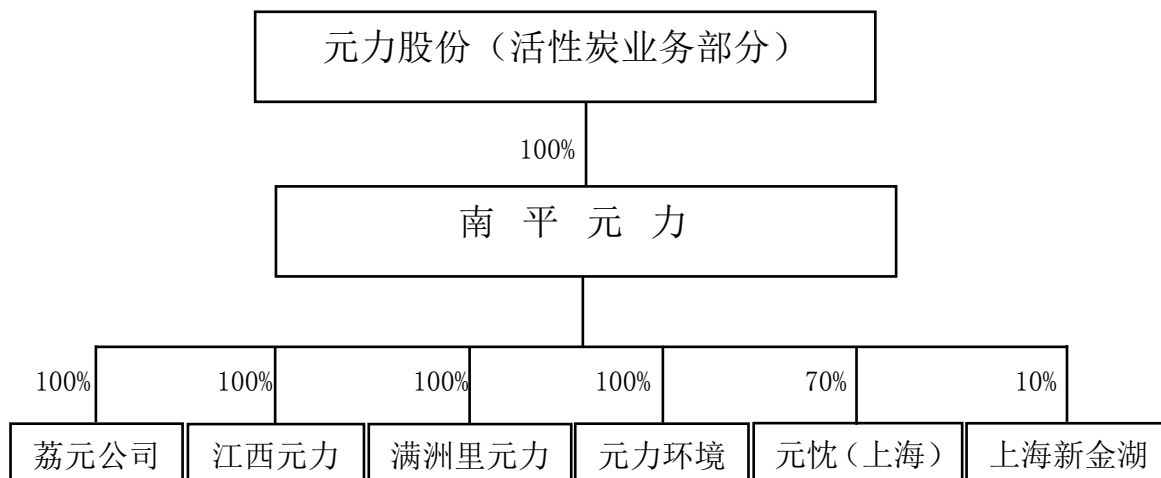 元力股份（活性炭业务部分）
100%
南平元力
100%
100%
100%
100%
70%
10%
荔元公司
江西元力
满洲里元力
元力环境
元忱（上海）
上海新金湖